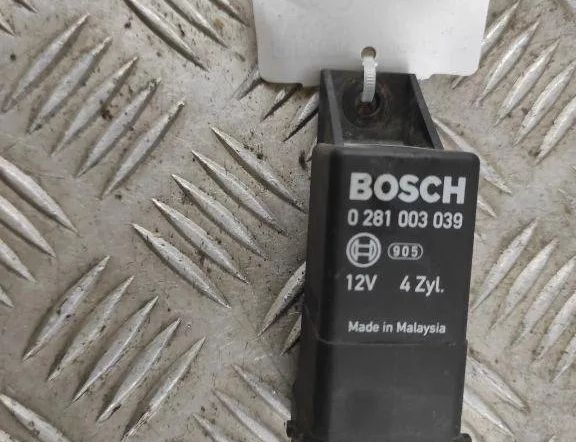 BOSCH
0 281 003 039
905
12V 4 Zyl.
Made in Malaysia